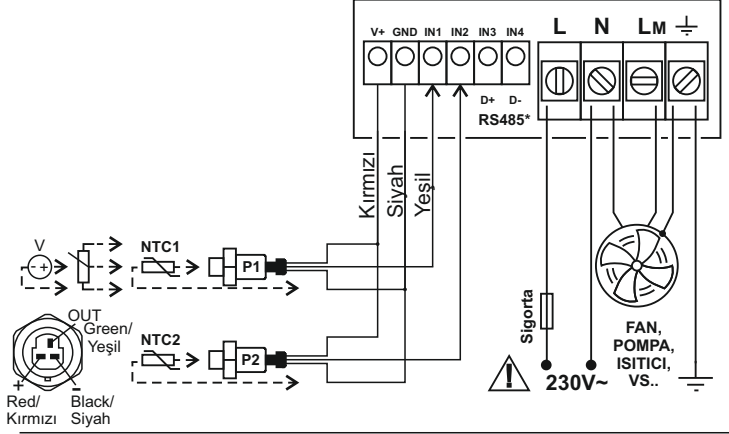 V+ GND IN1 IN2 IN3 IN4
L N LM
D+ D-
RS485*
Kırmızı
Siyah
Yeşil
V
- +
NTC1
P1
OUT
Green/
Yeşil
NTC2
P2
+ -
Red/
Kırmızı
Black/
Siyah
Sigorta
230V~
FAN,
POMPA,
ISITICI,
VS..